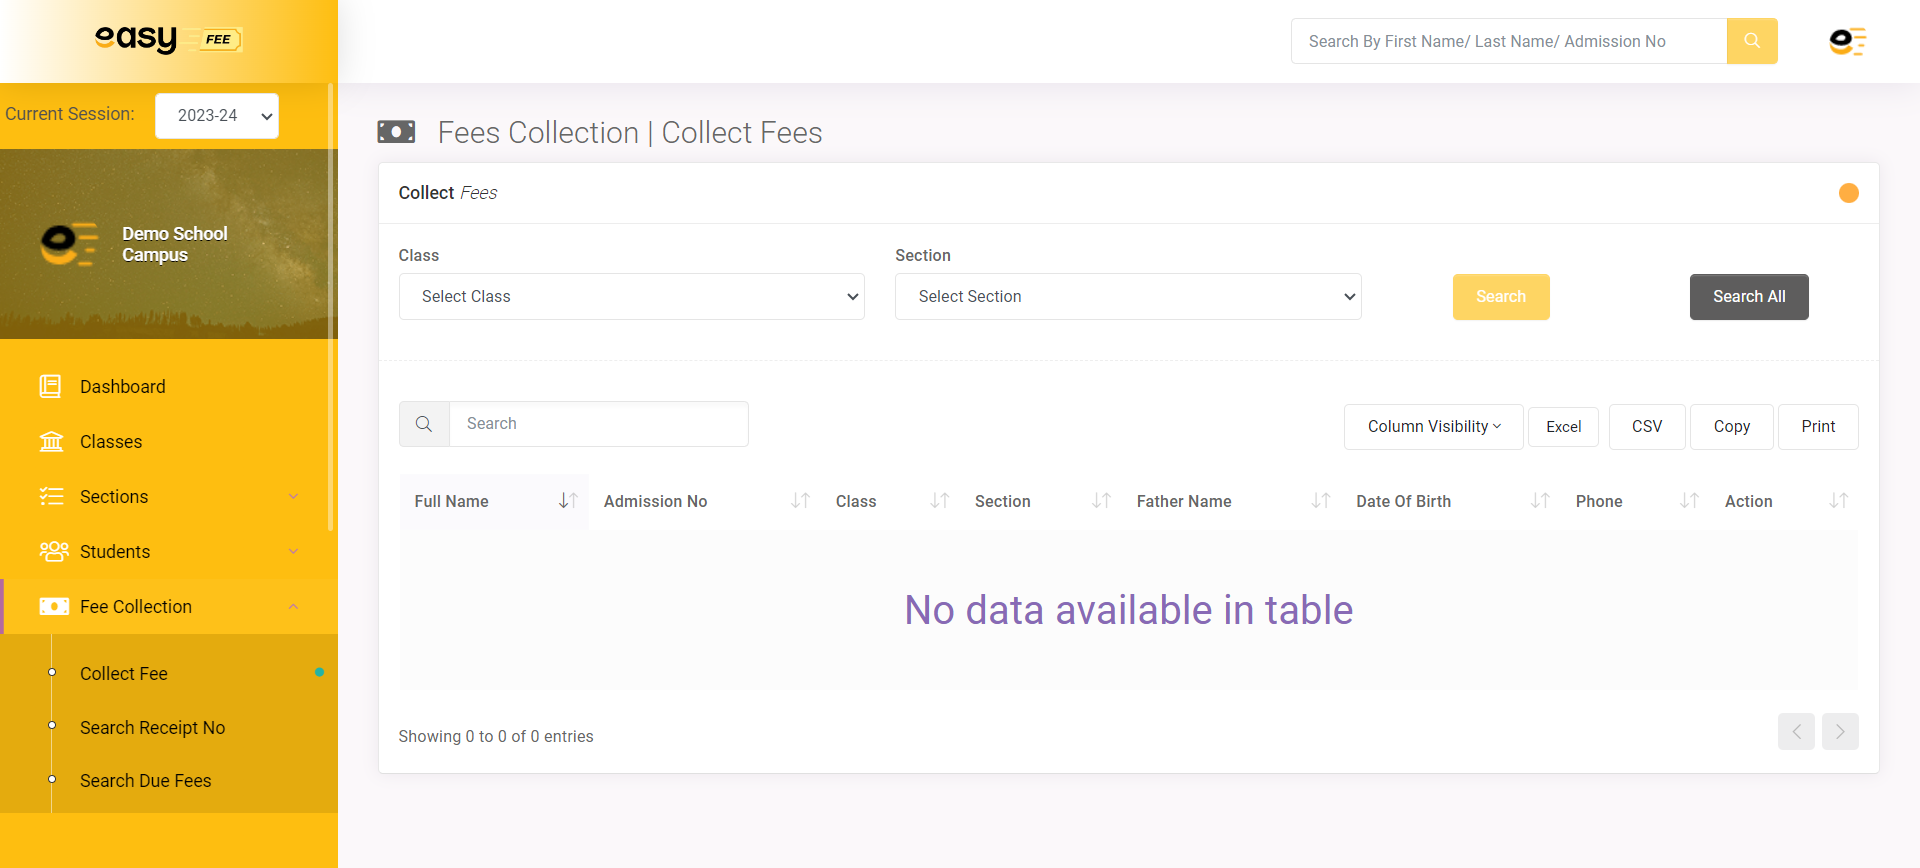 easy FEE
Search By First Name/ Last Name/ Admission No
Current Session: 2023-24
Demo School
Campus
Dashboard
Classes
Sections
Students
Fee Collection
Collect Fee
Search Receipt No
Search Due Fees
Fees Collection | Collect Fees
Collect Fees
Class Section
Select Class Select Section Search Search All
Search Column Visibility Excel CSV Copy Print
Full Name Admission No Class Section Father Name Date Of Birth Phone Action
No data available in table
Showing 0 to 0 of 0 entries